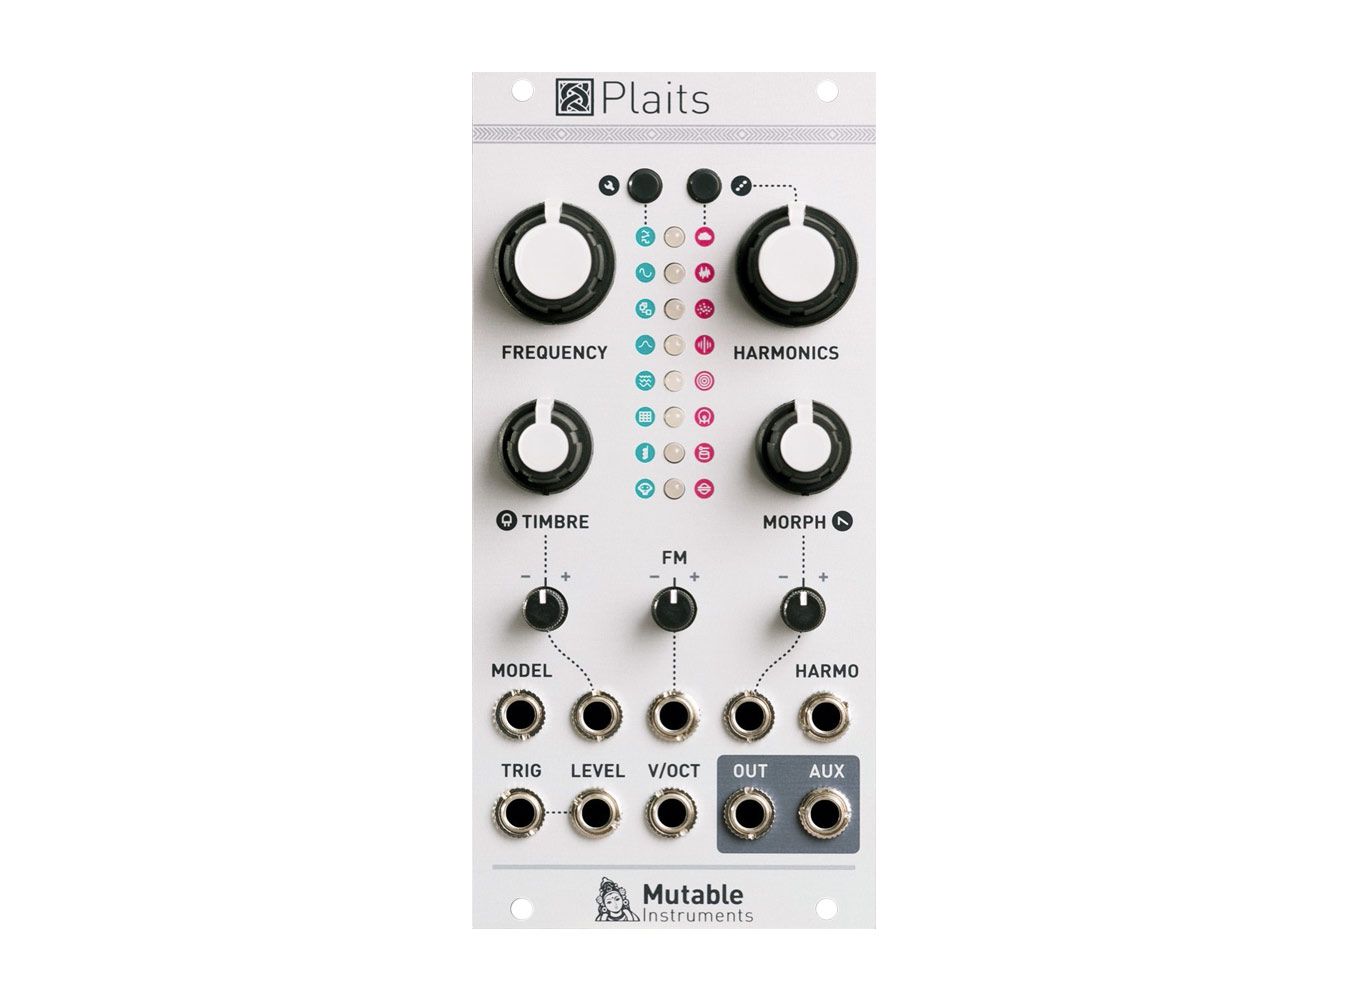 Plaits
FREQUENCY
HARMONICS
TIMBRE
MORPH
FM
- +
- +
- +
MODEL
HARMO
TRIG
LEVEL
V/OCT
OUT
AUX
Mutable
Instruments